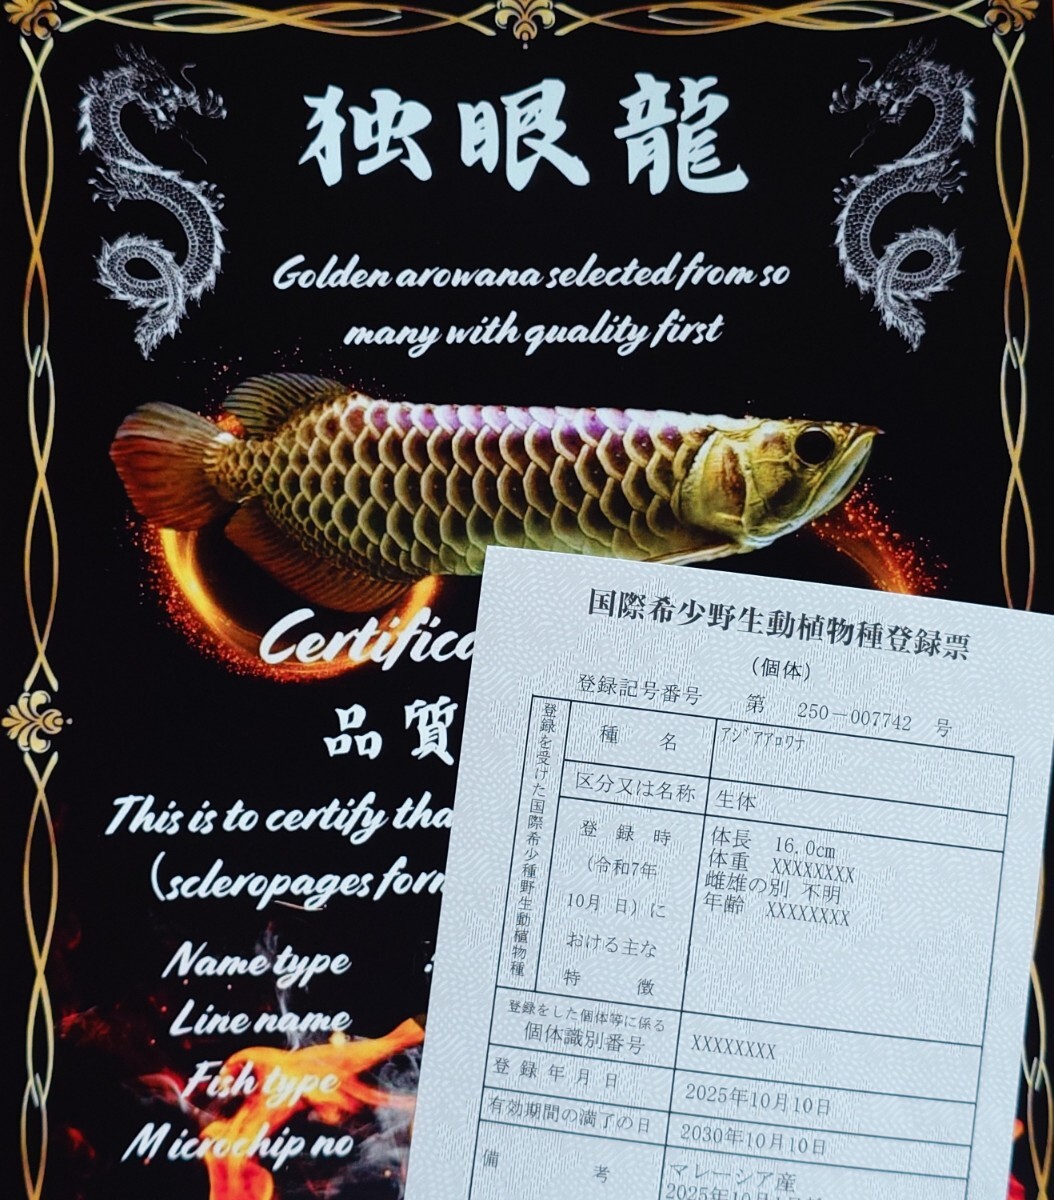 独眼龍
Golden arowana selected from so
many with quality first
Certifica
品質
This is to certify tha
(scleropages form
Name type :
Line name
Fish type
Microchip no
国際希少野生動植物種登録票
(個体)
登録記号番号 第 250-007742 号
登録を受けた国際希少種野生動植物種
種名 アジアアロワナ
区分又は名称 生体
登録時
(令和7年
10月 日)に
おける主な
特徴
体長 16.0cm
体重 XXXXXXXX
雌雄の別 不明
年齢 XXXXXXXX
登録をした個体等に係る
個体識別番号 XXXXXXXX
登録年月日 2025年10月10日
有効期間の満了の日 2030年10月10日
備考 マレーシア産
2025年10月